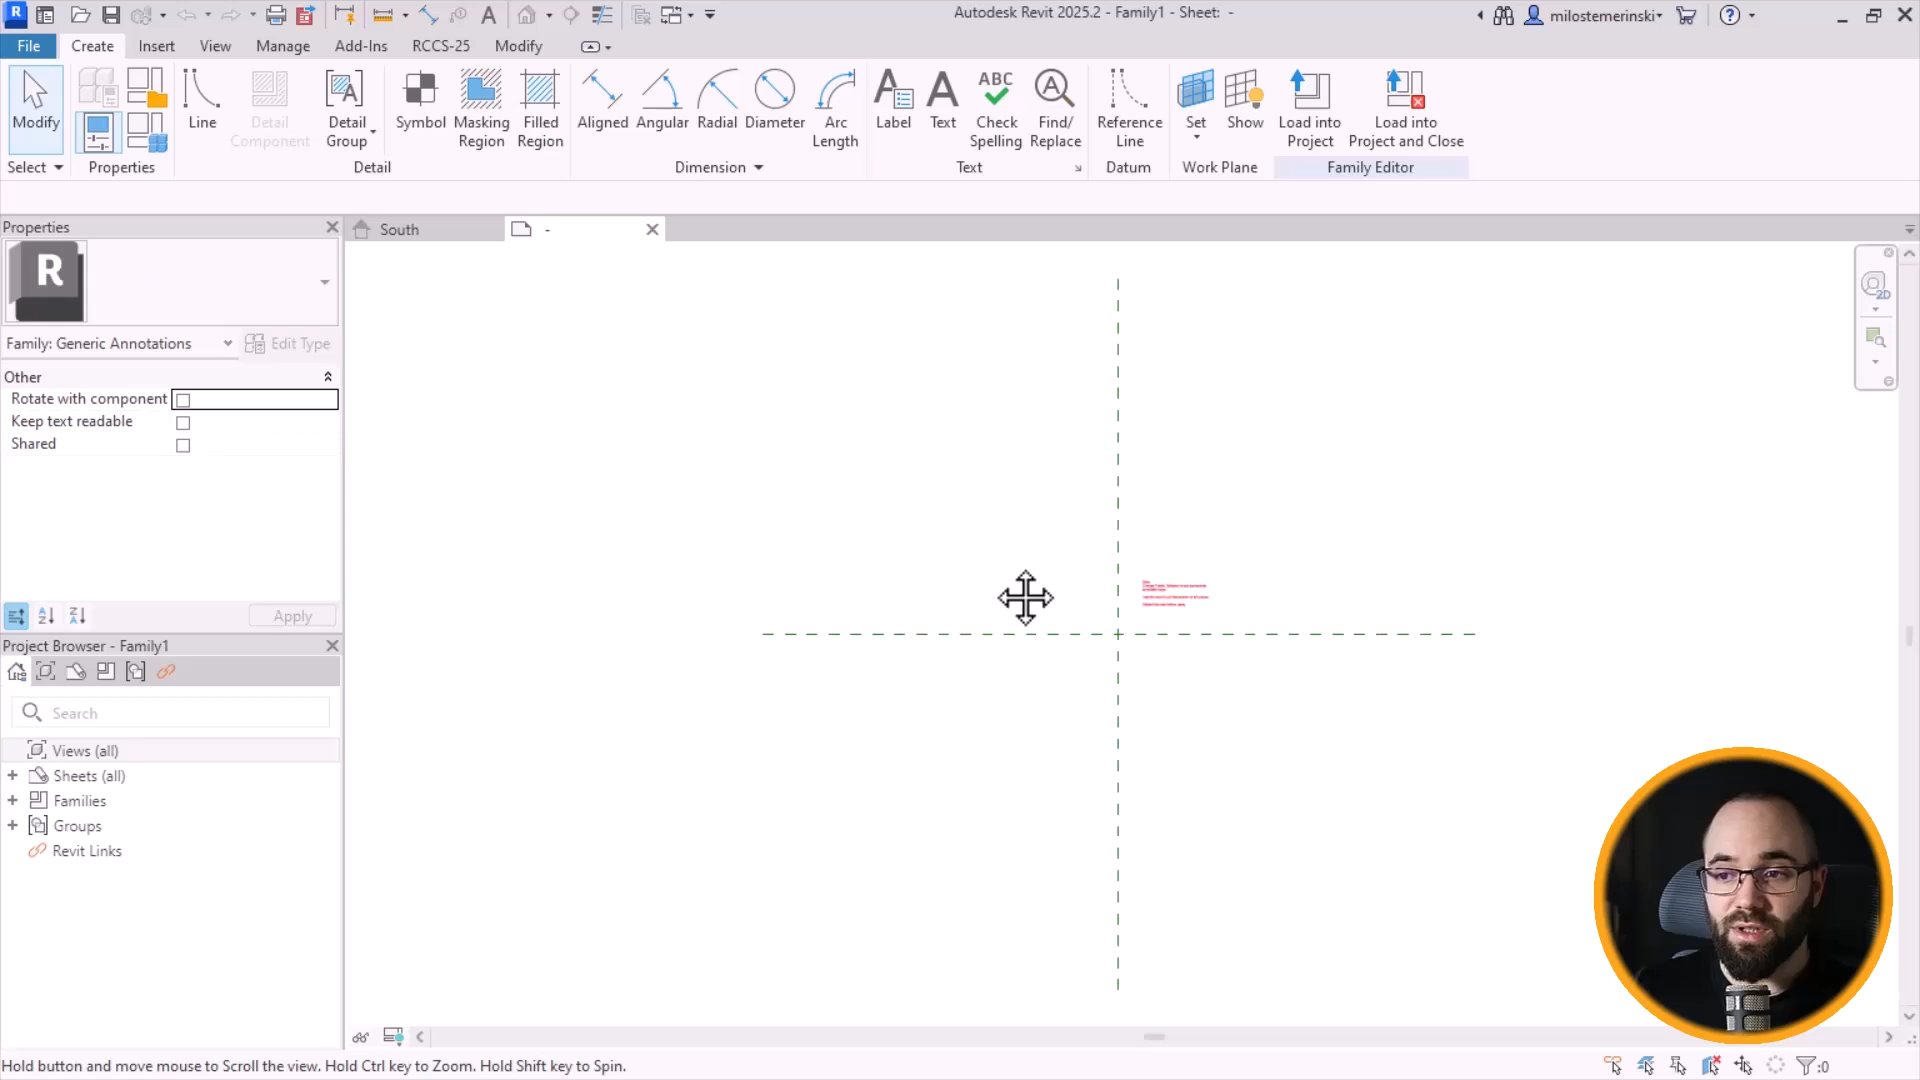 Autodesk Revit 2025.2 - Family1 - Sheet: -
milostemerinski
File
Create
Insert
View
Manage
Add-Ins
RCCS-25
Modify
Modify
Line
Detail Component
Detail Group
Symbol
Masking Region
Filled Region
Aligned
Angular
Radial
Diameter
Arc Length
Label
Text
ABC
Check Spelling
Find/ Replace
Reference Line
Set
Show
Load into Project
Load into Project and Close
Select
Properties
Detail
Dimension
Text
Datum
Work Plane
Family Editor
Properties
South
-
R
Family: Generic Annotations
Edit Type
Other
Rotate with component
Keep text readable
Shared
Apply
Project Browser - Family1
Search
Views (all)
Sheets (all)
Families
Groups
Revit Links
2D
Hold button and move mouse to Scroll the view. Hold Ctrl key to Zoom. Hold Shift key to Spin.
:0